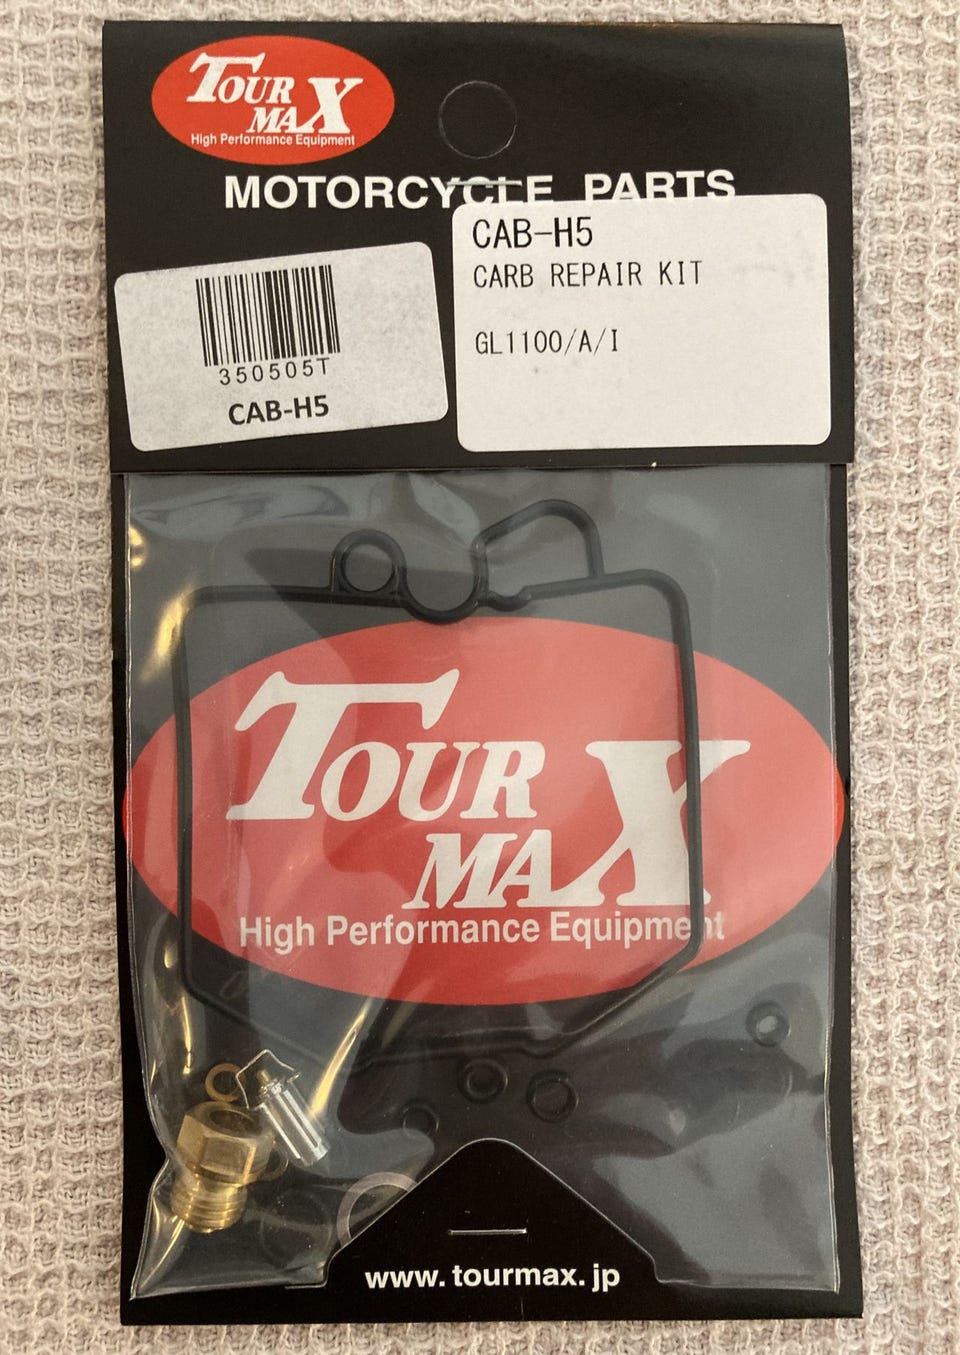 TOUR
MAX
High Performance Equipment
MOTORCYCLE PARTS
CAB-H5
CARB REPAIR KIT
GL1100/A/I
350505T
CAB-H5
TOUR
MAX
High Performance Equipment
www.tourmax.jp